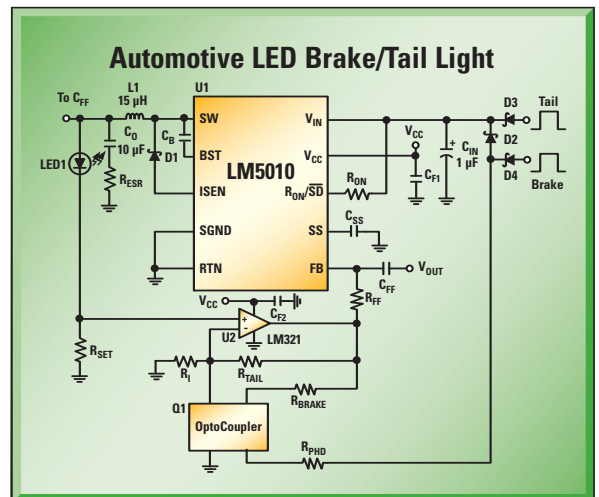 Automotive LED Brake/Tail Light
To CFF
L1
15 µH
U1
SW
VIN
D3
Tail
CO
10 µF
CB
D1
BST
LM5010
VCC
VCC
D2
LED1
RESR
ISEN
RON/SD
RON
CF1
CIN
1 µF
+
D4
Brake
SGND
SS
CSS
RTN
FB
CFF
VOUT
VCC
CF2
RFF
+
-
U2
LM321
RSET
RI
RTAIL
RBRAKE
Q1
OptoCoupler
RPHD